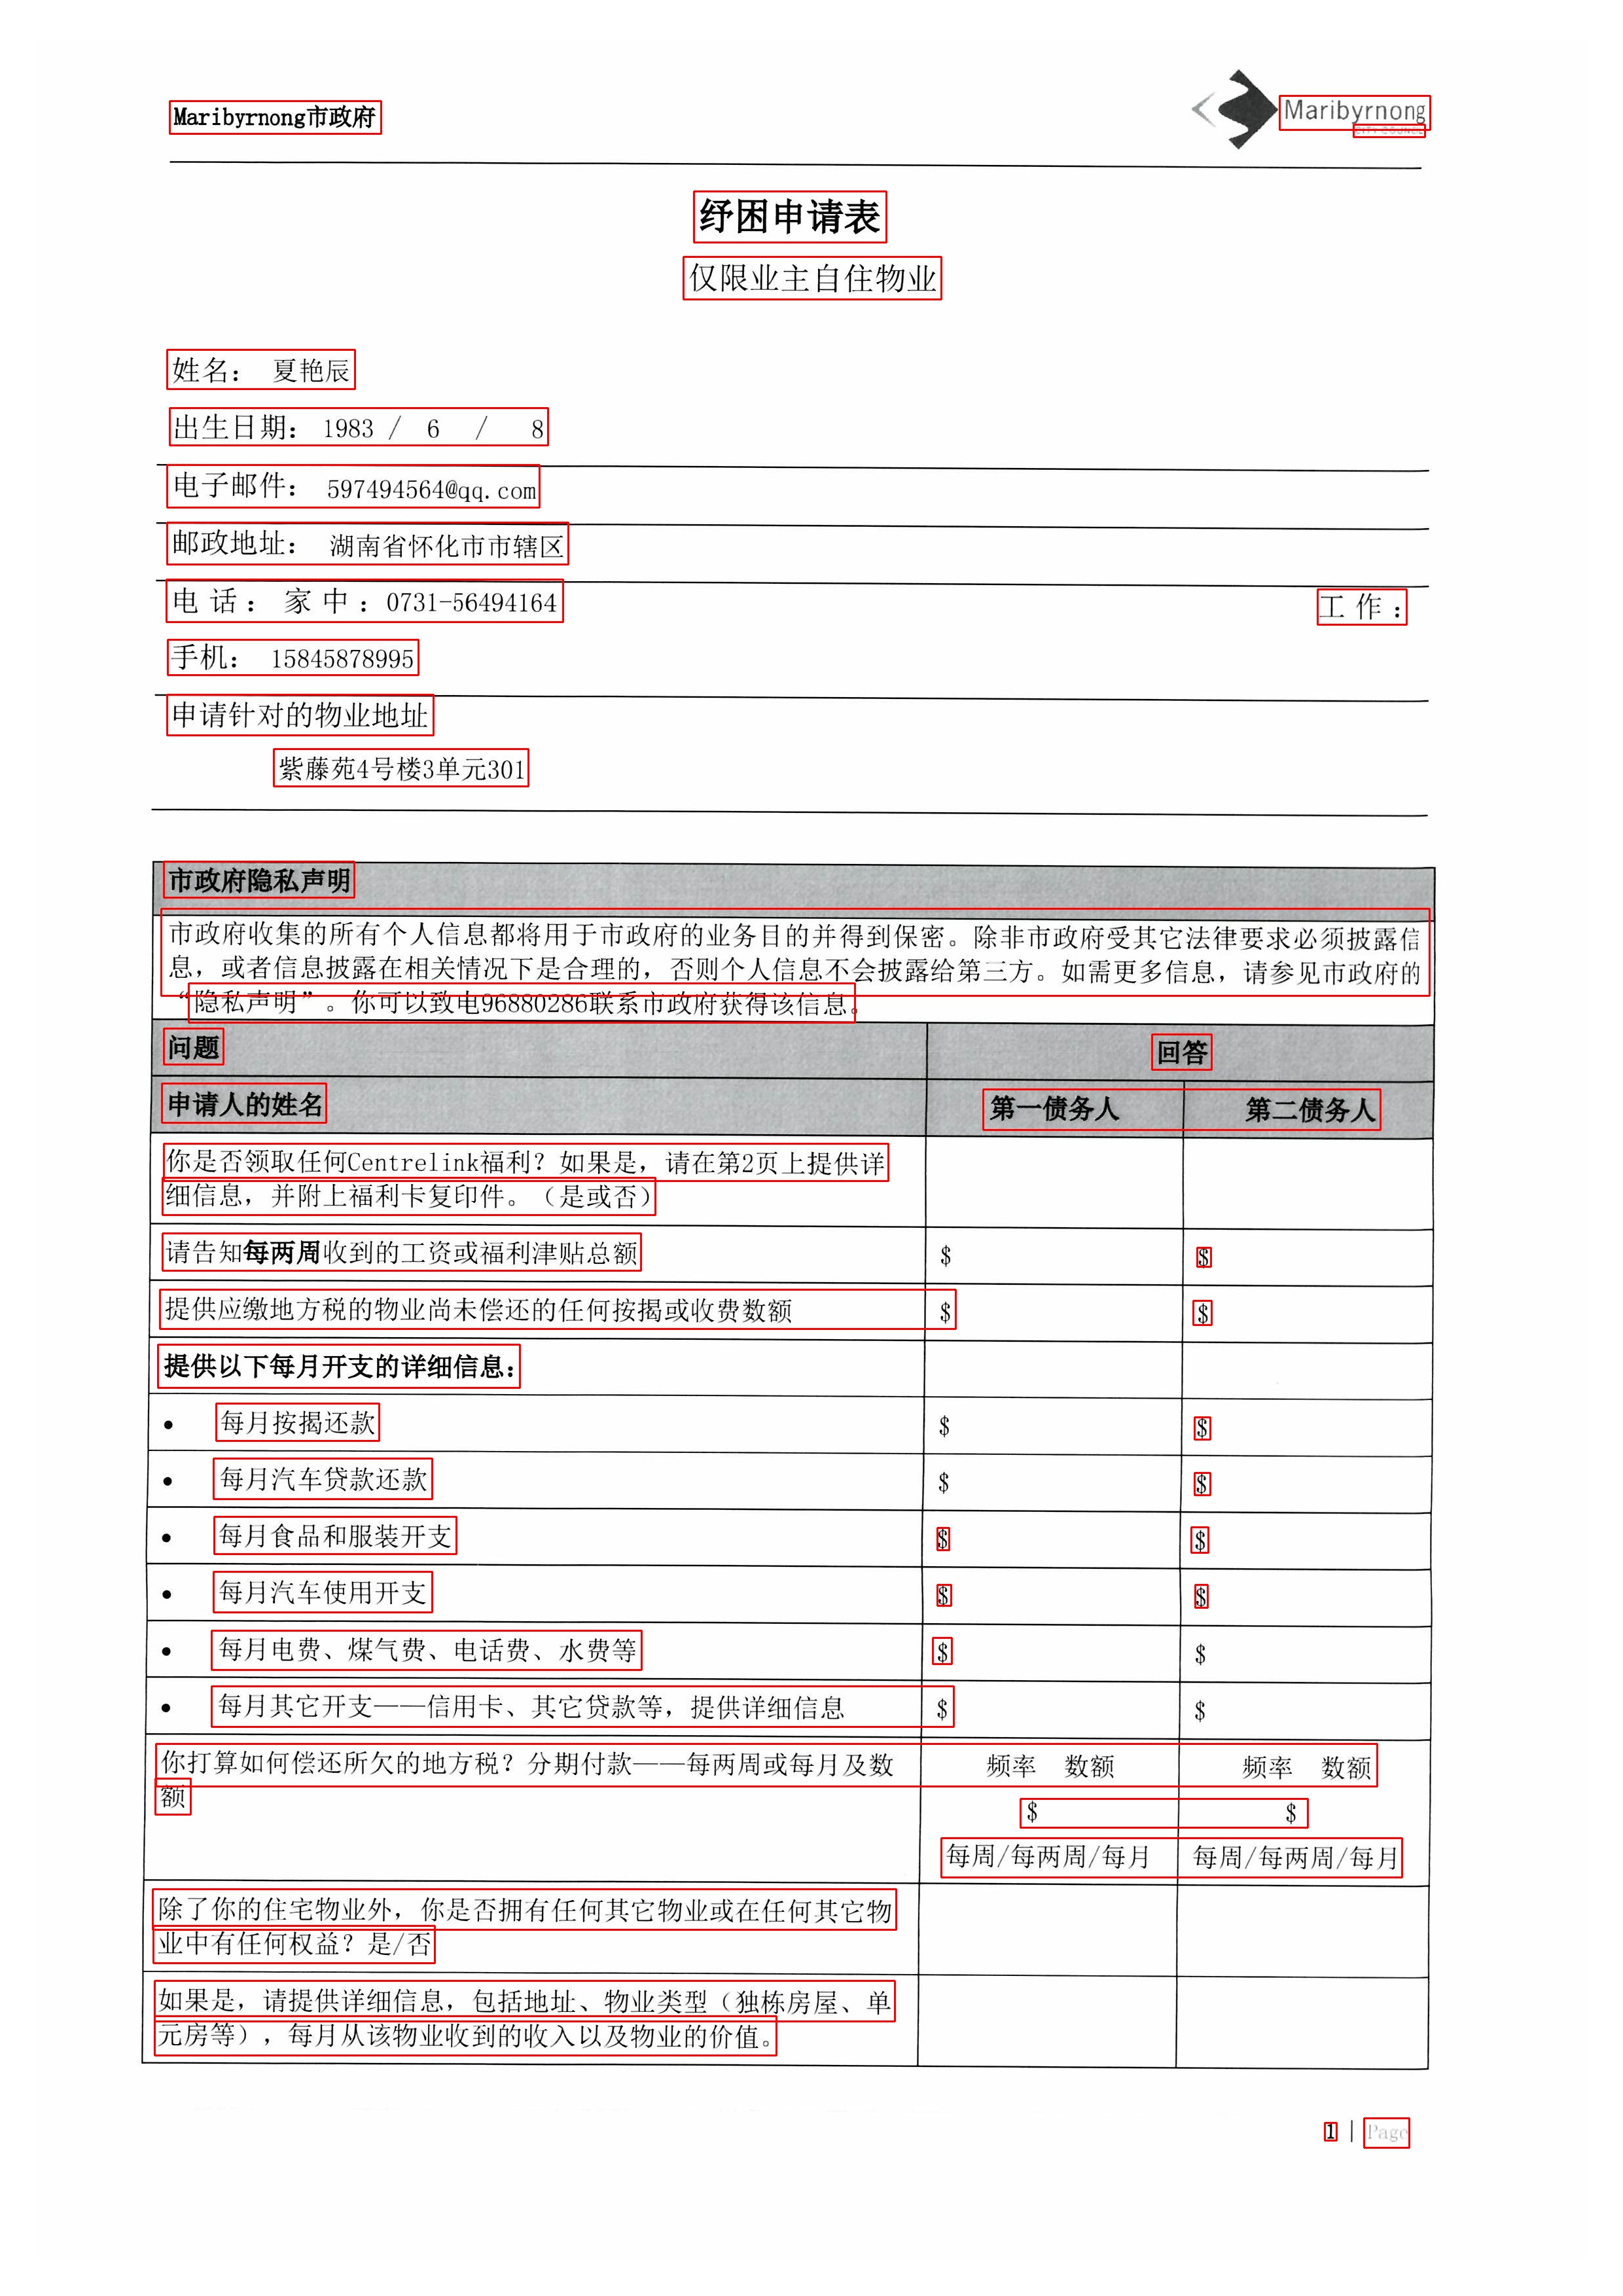 Maribyrnong市政府
Maribyrnong
CITY COUNCIL
纾困申请表
仅限业主自住物业
姓名： 夏艳辰
出生日期： 1983 / 6 / 8
电子邮件： 597494564@qq.com
邮政地址： 湖南省怀化市市辖区
电话：家中：0731-56494164 工作：
手机： 15845878995
申请针对的物业地址
紫藤苑4号楼3单元301
市政府隐私声明
市政府收集的所有个人信息都将用于市政府的业务目的并得到保密。除非市政府受其它法律要求必须披露信
息，或者信息披露在相关情况下是合理的，否则个人信息不会披露给第三方。如需更多信息，请参见市政府的
“隐私声明”。你可以致电96880286联系市政府获得该信息。
问题 回答
申请人的姓名 第一债务人 第二债务人
你是否领取任何Centrelink福利？如果是，请在第2页上提供详
细信息，并附上福利卡复印件。（是或否）
请告知每两周收到的工资或福利津贴总额 $ $
提供应缴地方税的物业尚未偿还的任何按揭或收费数额 $ $
提供以下每月开支的详细信息：
• 每月按揭还款 $ $
• 每月汽车贷款还款 $ $
• 每月食品和服装开支 $ $
• 每月汽车使用开支 $ $
• 每月电费、煤气费、电话费、水费等 $ $
• 每月其它开支——信用卡、其它贷款等，提供详细信息 $ $
你打算如何偿还所欠的地方税？分期付款——每两周或每月及数 频率 数额 频率 数额
额
$ $
每周/每两周/每月 每周/每两周/每月
除了你的住宅物业外，你是否拥有任何其它物业或在任何其它物
业中有任何权益？是/否
如果是，请提供详细信息，包括地址、物业类型（独栋房屋、单
元房等），每月从该物业收到的收入以及物业的价值。
1 | Page